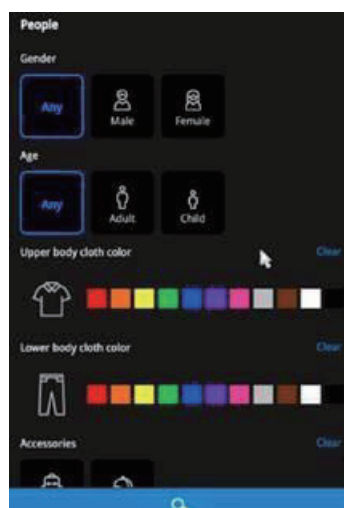 People
Gender
Any
Male
Female
Age
Any
Adult
Child
Upper body cloth color Clear
Lower body cloth color Clear
Accessories Clear